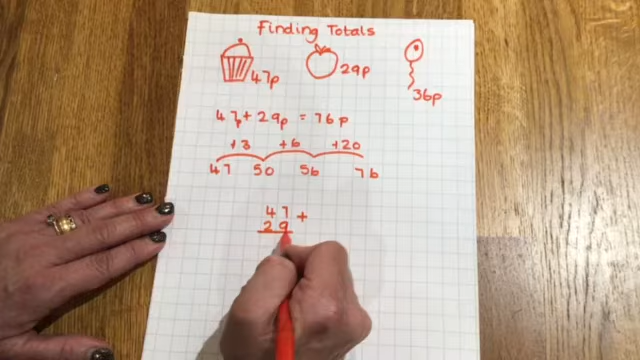 Finding Totals
47p
29p
36p
47p + 29p = 76p
+3 +6 +20
47 50 56 76
47 +
29